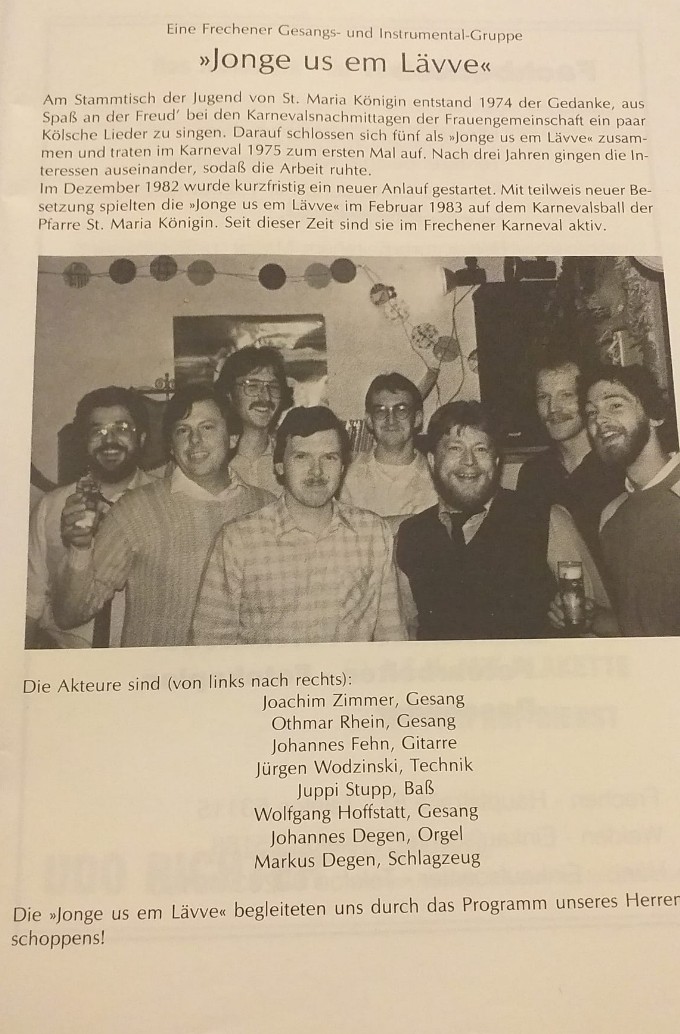 Eine Frechener Gesangs- und Instrumental-Gruppe
»Jonge us em Lävve«
Am Stammtisch der Jugend von St. Maria Königin entstand 1974 der Gedanke, aus
Spaß an der Freud' bei den Karnevalsnachmittagen der Frauengemeinschaft ein paar
Kölsche Lieder zu singen. Darauf schlossen sich fünf als »Jonge us em Lävve« zusam-
men und traten im Karneval 1975 zum ersten Mal auf. Nach drei Jahren gingen die In-
teressen auseinander, sodaß die Arbeit ruhte.
Im Dezember 1982 wurde kurzfristig ein neuer Anlauf gestartet. Mit teilweis neuer Be-
setzung spielten die »Jonge us em Lävve« im Februar 1983 auf dem Karnevalsball der
Pfarre St. Maria Königin. Seit dieser Zeit sind sie im Frechener Karneval aktiv.
Die Akteure sind (von links nach rechts):
Joachim Zimmer, Gesang
Othmar Rhein, Gesang
Johannes Fehn, Gitarre
Jürgen Wodzinski, Technik
Juppi Stupp, Baß
Wolfgang Hoffstatt, Gesang
Johannes Degen, Orgel
Markus Degen, Schlagzeug
Die »Jonge us em Lävve« begleiteten uns durch das Programm unseres Herren
schoppens!